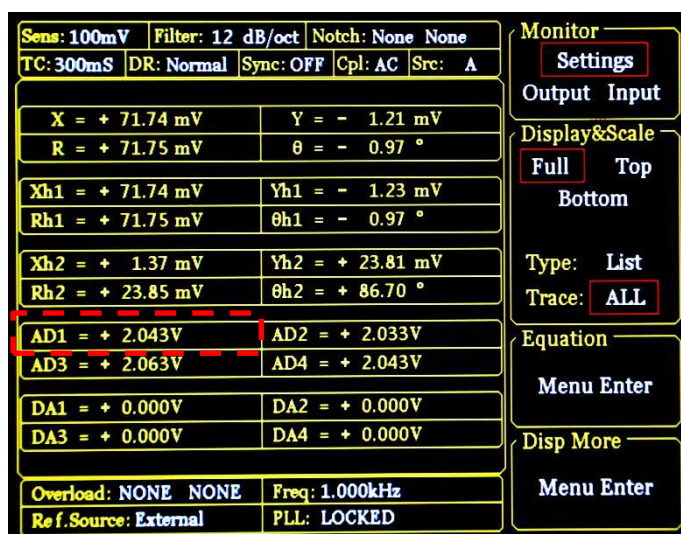 Sens: 100mV Filter: 12 dB/oct Notch: None None
TC: 300mS DR: Normal Sync: OFF Cpl: AC Src: A
X = + 71.74 mV Y = - 1.21 mV
R = + 71.75 mV θ = - 0.97 °
Xh1 = + 71.74 mV Yh1 = - 1.23 mV
Rh1 = + 71.75 mV θh1 = - 0.97 °
Xh2 = + 1.37 mV Yh2 = + 23.81 mV
Rh2 = + 23.85 mV θh2 = + 86.70 °
AD1 = + 2.043V AD2 = + 2.033V
AD3 = + 2.063V AD4 = + 2.043V
DA1 = + 0.000V DA2 = + 0.000V
DA3 = + 0.000V DA4 = + 0.000V
Overload: NONE NONE Freq: 1.000kHz
Ref.Source: External PLL: LOCKED
Monitor
Settings
Output Input
Display&Scale
Full Top
Bottom
Type: List
Trace: ALL
Equation
Menu Enter
Disp More
Menu Enter